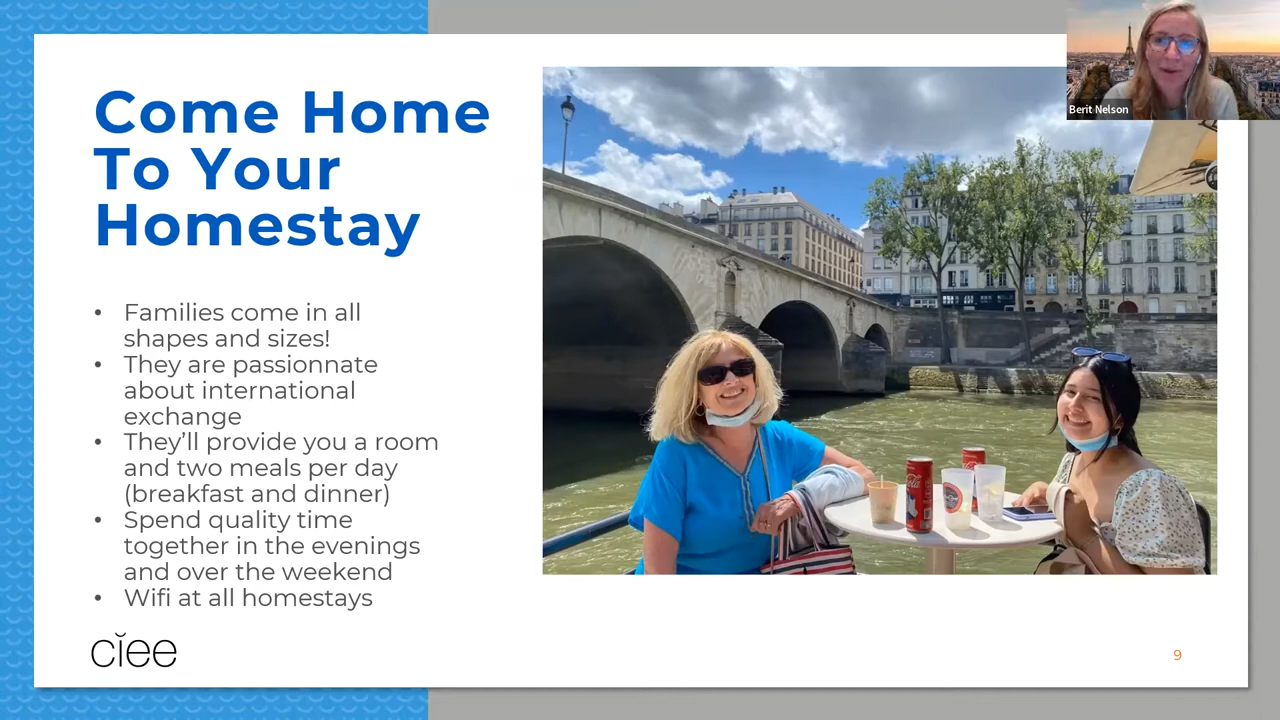 Come Home
To Your
Homestay
• Families come in all
shapes and sizes!
• They are passionnate
about international
exchange
• They’ll provide you a room
and two meals per day
(breakfast and dinner)
• Spend quality time
together in the evenings
and over the weekend
• Wifi at all homestays
ciee
9
Berit Nelson